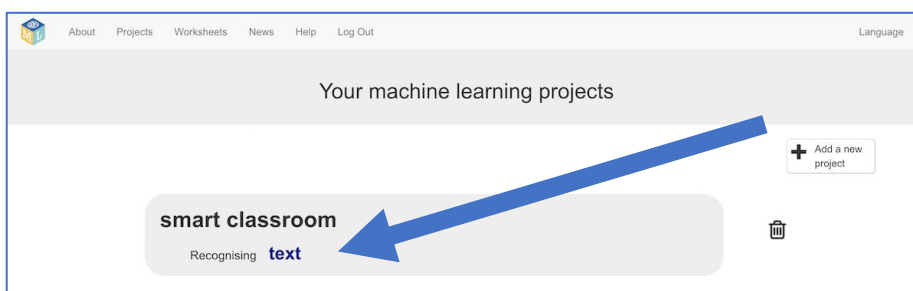 About Projects Worksheets News Help Log Out Language
Your machine learning projects
Add a new
project
smart classroom
Recognising text